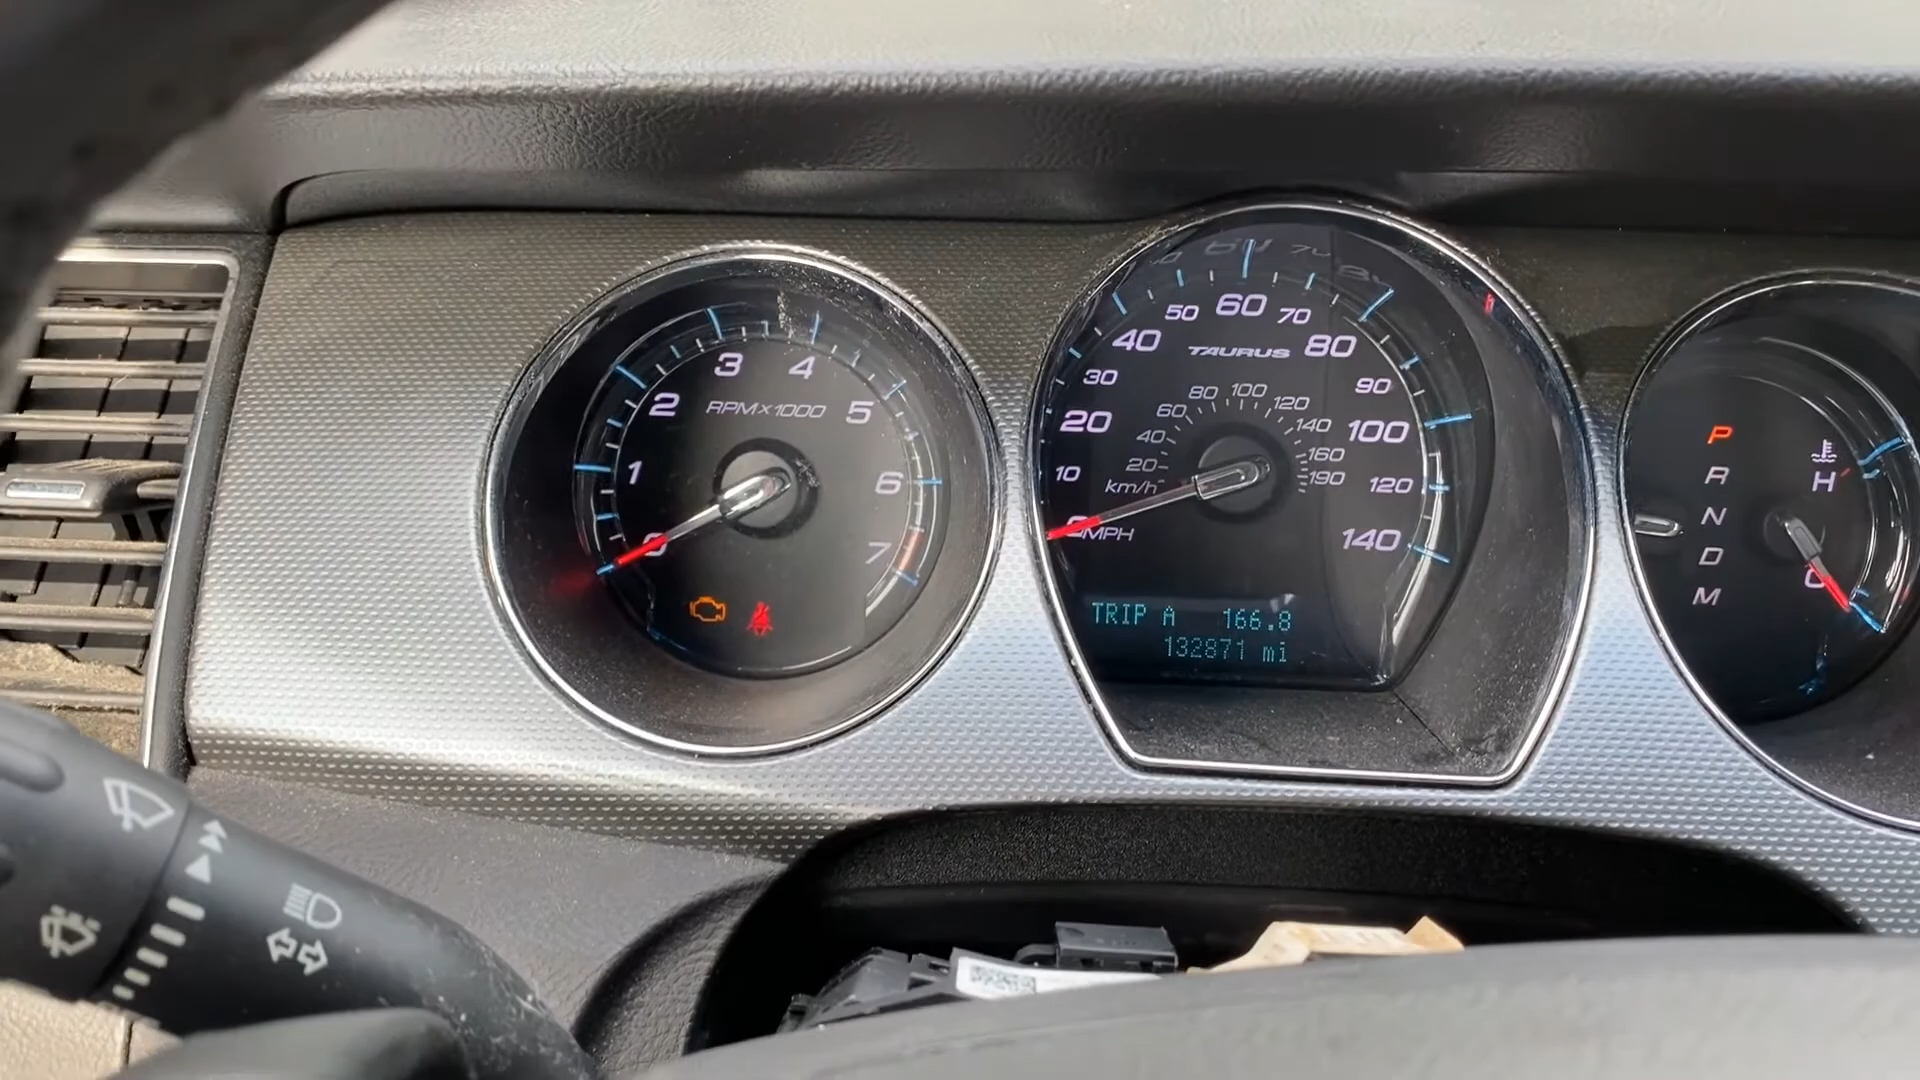 3 4
2 5
RPM×1000
1 6
0 7
60
50 70
40 80
TAURUS
30 90
20 100
10 120
0 MPH 140
80 100 120
60 140
40 160
20 190
km/h
TRIP A 166.8
132871 mi
P
R
N
D
M
H
C